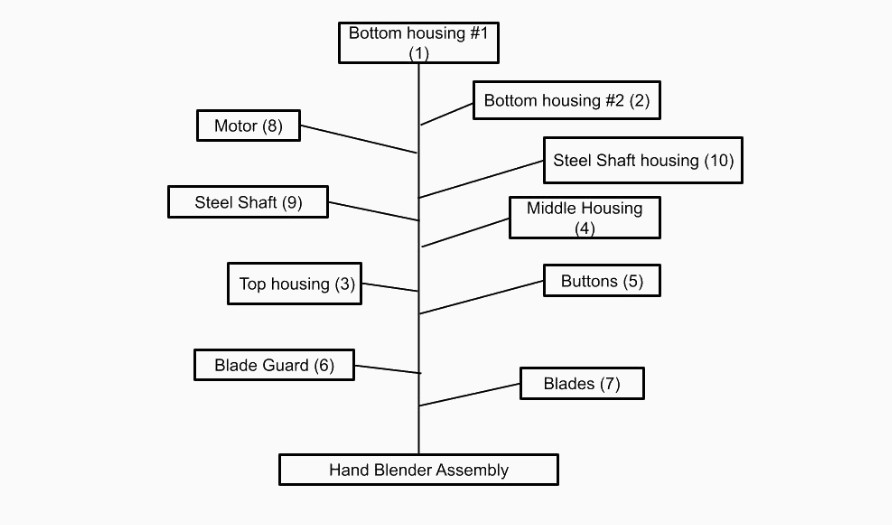 Bottom housing #1
(1)
Bottom housing #2 (2)
Motor (8)
Steel Shaft housing (10)
Steel Shaft (9)
Middle Housing
(4)
Top housing (3)
Buttons (5)
Blade Guard (6)
Blades (7)
Hand Blender Assembly